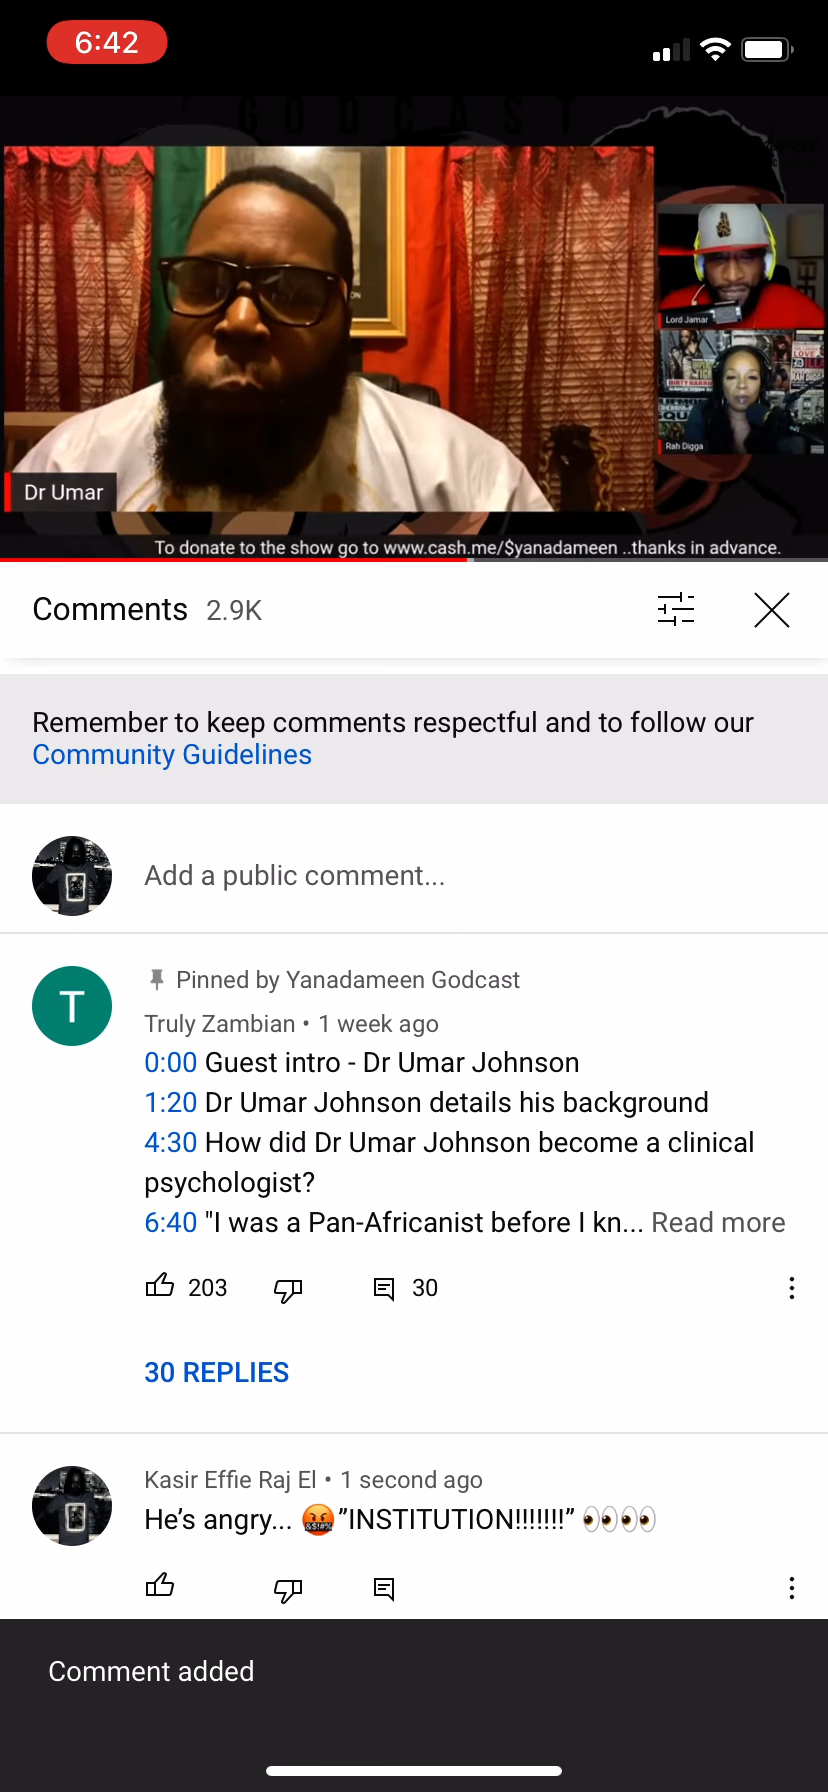 6:42
GODCAST
Dr Umar
Lord Jamar
Rah Digga
To donate to the show go to www.cash.me/$yanadameen ..thanks in advance.
Comments 2.9K
Remember to keep comments respectful and to follow our
Community Guidelines
Add a public comment...
T
Pinned by Yanadameen Godcast
Truly Zambian • 1 week ago
0:00 Guest intro - Dr Umar Johnson
1:20 Dr Umar Johnson details his background
4:30 How did Dr Umar Johnson become a clinical
psychologist?
6:40 "I was a Pan-Africanist before I kn... Read more
203
30
30 REPLIES
Kasir Effie Raj El • 1 second ago
He’s angry... 🤬”INSTITUTION!!!!!!!” 👀👀
Comment added